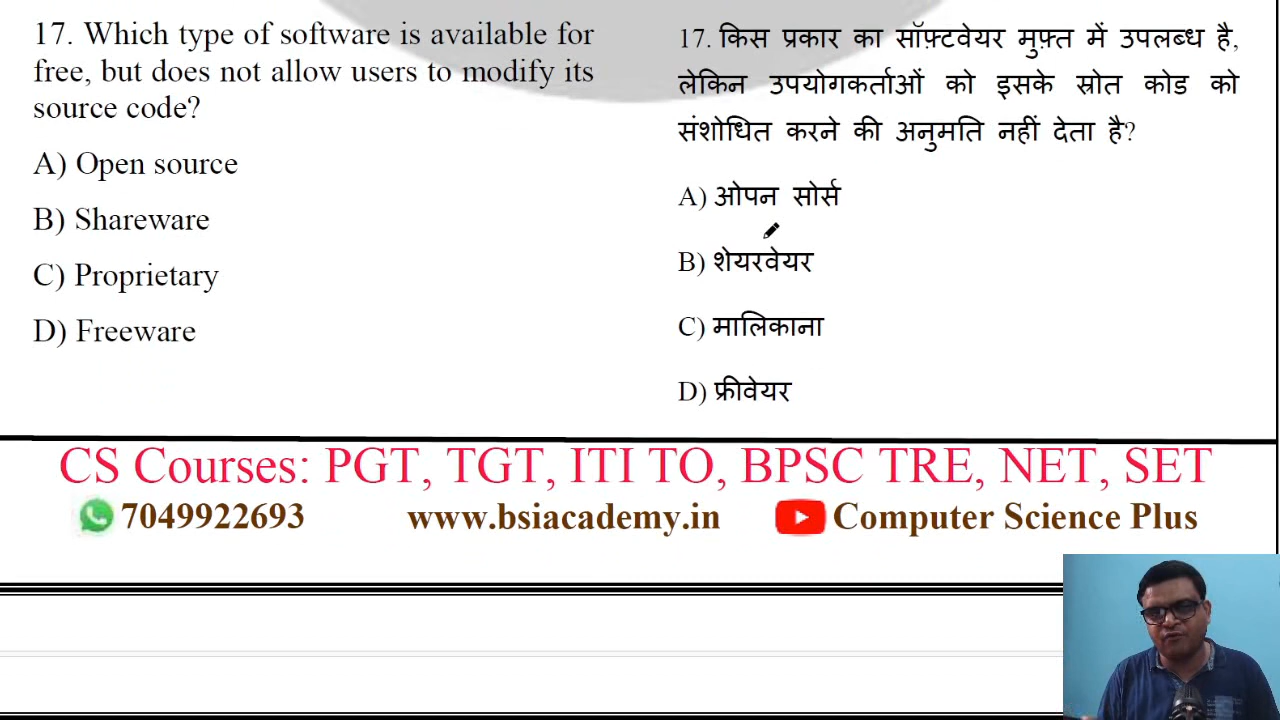 17. Which type of software is available for
free, but does not allow users to modify its
source code?
A) Open source
B) Shareware
C) Proprietary
D) Freeware
17. किस प्रकार का सॉफ़्टवेयर मुफ़्त में उपलब्ध है,
लेकिन उपयोगकर्ताओं को इसके स्रोत कोड को
संशोधित करने की अनुमति नहीं देता है?
A) ओपन सोर्स
B) शेयरवेयर
C) मालिकाना
D) फ्रीवेयर
CS Courses: PGT, TGT, ITI TO, BPSC TRE, NET, SET
7049922693 www.bsiacademy.in Computer Science Plus